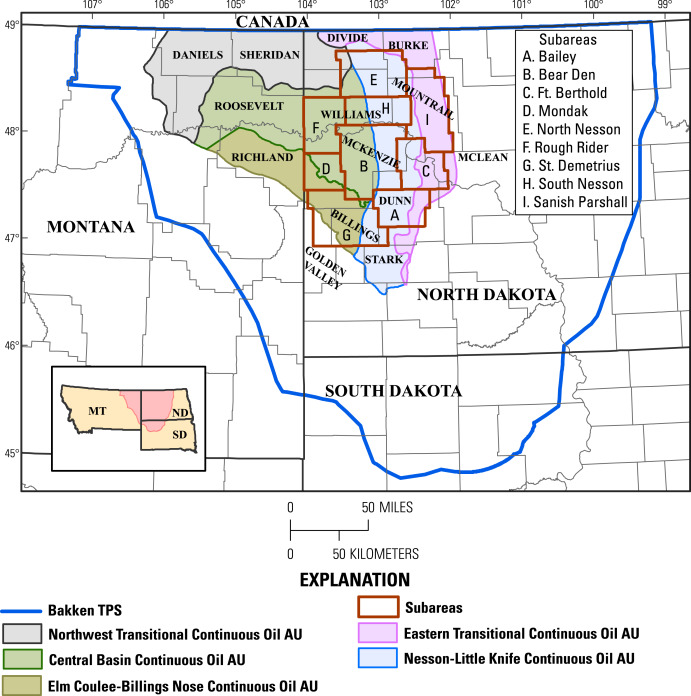 107° 106° 105° 104° 103° 102° 101° 100° 99°
49°
CANADA
DIVIDE
BURKE
DANIELS SHERIDAN
Subareas
A. Bailey
B. Bear Den
C. Ft. Berthold
D. Mondak
E. North Nesson
F. Rough Rider
G. St. Demetrius
H. South Nesson
I. Sanish Parshall
E
MOUNTRAIL
ROOSEVELT
WILLIAMS
H
I
F
48°
RICHLAND
MCKENZIE
MCLEAN
D
B
C
DUNN
A
MONTANA
BILLINGS
G
47°
GOLDEN
VALLEY
STARK
NORTH DAKOTA
46°
SOUTH DAKOTA
MT
ND
SD
45°
0 50 MILES
0 50 KILOMETERS
EXPLANATION
Bakken TPS
Northwest Transitional Continuous Oil AU
Central Basin Continuous Oil AU
Elm Coulee-Billings Nose Continuous Oil AU
Subareas
Eastern Transitional Continuous Oil AU
Nesson-Little Knife Continuous Oil AU